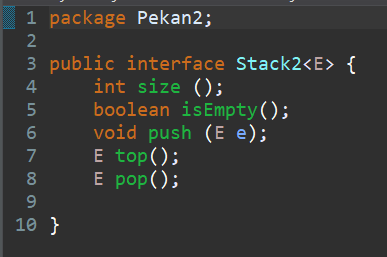 1 package Pekan2;
2
3 public interface Stack2<E> {
4     int size ();
5     boolean isEmpty();
6     void push (E e);
7     E top();
8     E pop();
9
10 }